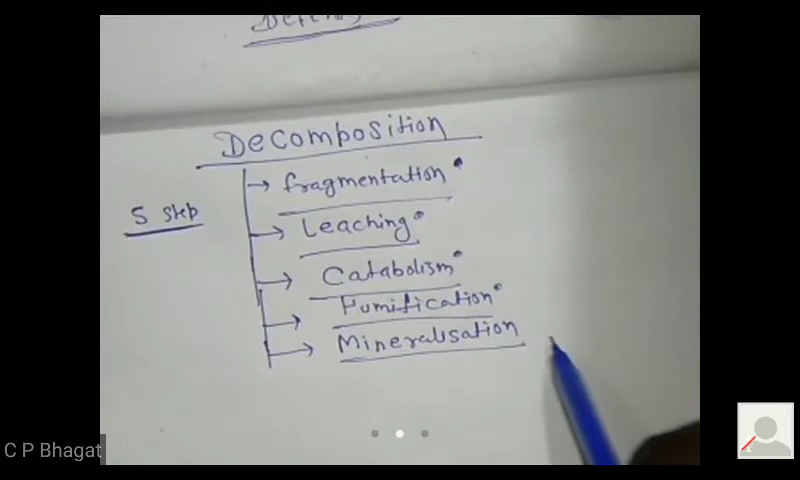 Decomposition
5 step
fragmentation
Leaching
Catabolism
Humification
Mineralisation
C P Bhagat